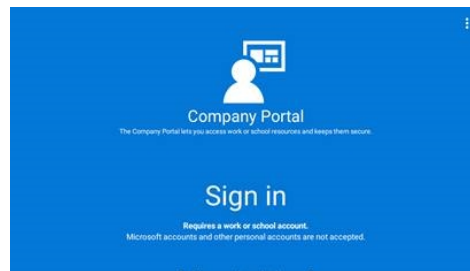 Company Portal
The Company Portal lets you access work or school resources and keeps them secure.
Sign in
Requires a work or school account.
Microsoft accounts and other personal accounts are not accepted.